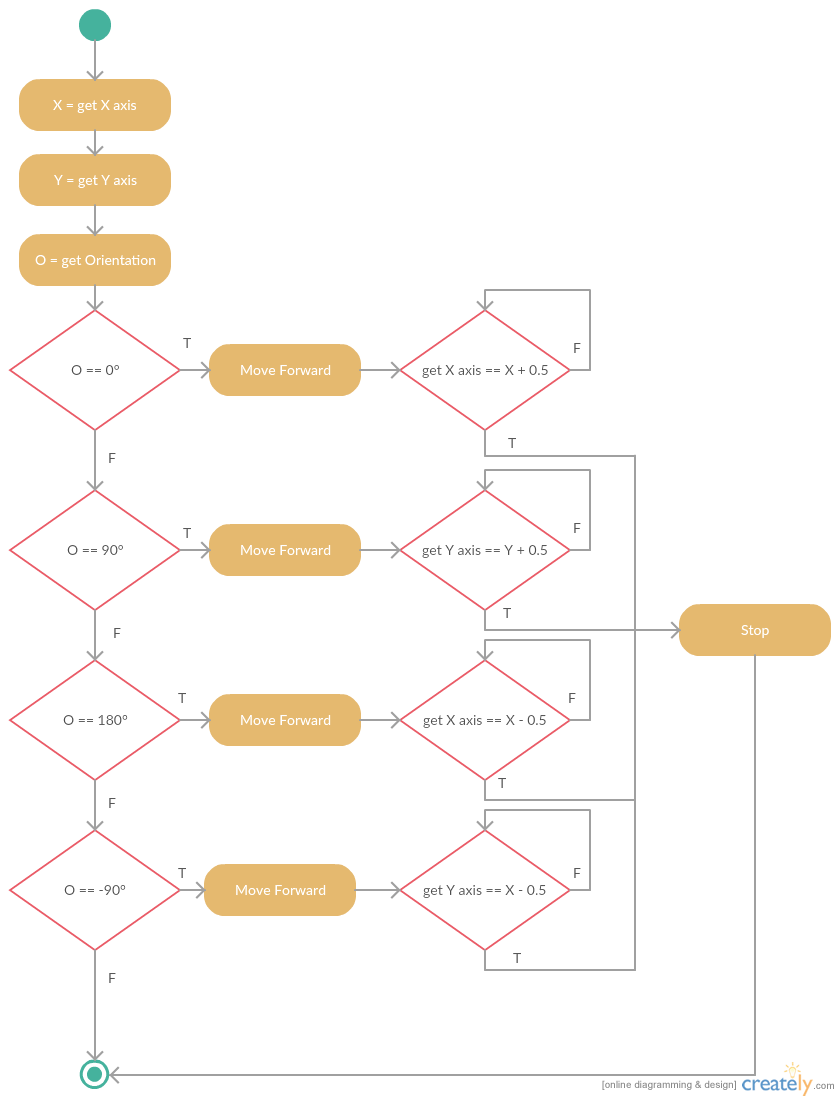 X = get X axis
Y = get Y axis
O = get Orientation
O == 0°
T
Move Forward
get X axis == X + 0.5
F
T
F
O == 90°
T
Move Forward
get Y axis == Y + 0.5
F
T
F
Stop
O == 180°
T
Move Forward
get X axis == X - 0.5
F
T
F
O == -90°
T
Move Forward
get Y axis == X - 0.5
F
T
F
[online diagramming & design] creately.com